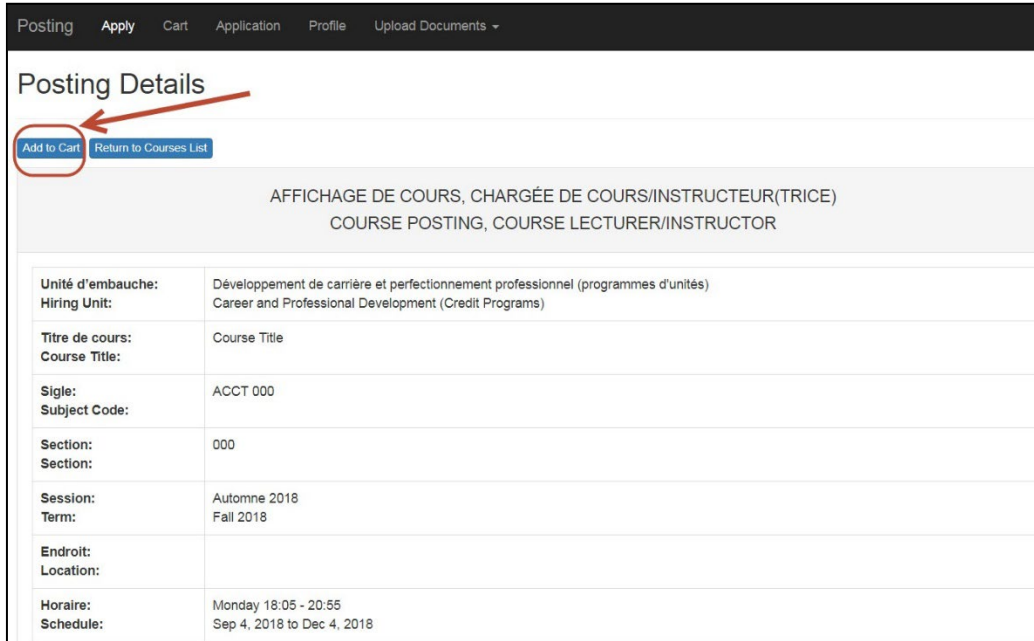 Posting Apply Cart Application Profile Upload Documents
Posting Details
Add to Cart Return to Courses List
AFFICHAGE DE COURS, CHARGÉE DE COURS/INSTRUCTEUR(TRICE)
COURSE POSTING, COURSE LECTURER/INSTRUCTOR
Unité d'embauche: Développement de carrière et perfectionnement professionnel (programmes d'unités)
Hiring Unit: Career and Professional Development (Credit Programs)
Titre de cours: Course Title
Course Title:
Sigle: ACCT 000
Subject Code:
Section: 000
Section:
Session: Automne 2018
Term: Fall 2018
Endroit:
Location:
Horaire: Monday 18:05 - 20:55
Schedule: Sep 4, 2018 to Dec 4, 2018